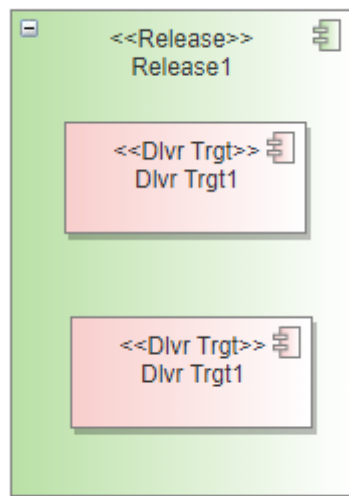 <<Release>>
Release1
<<Dlvr Trgt>>
Dlvr Trgt1
<<Dlvr Trgt>>
Dlvr Trgt1